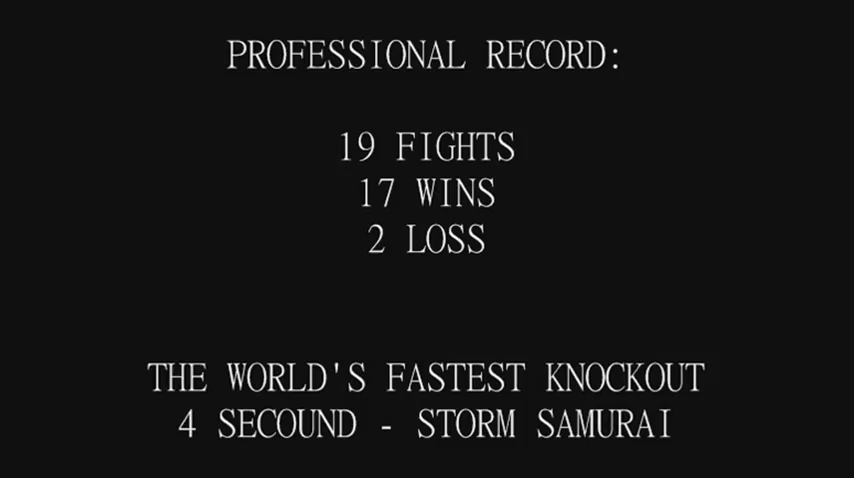 PROFESSIONAL RECORD:
19 FIGHTS
17 WINS
2 LOSS
THE WORLD'S FASTEST KNOCKOUT
4 SECOUND - STORM SAMURAI